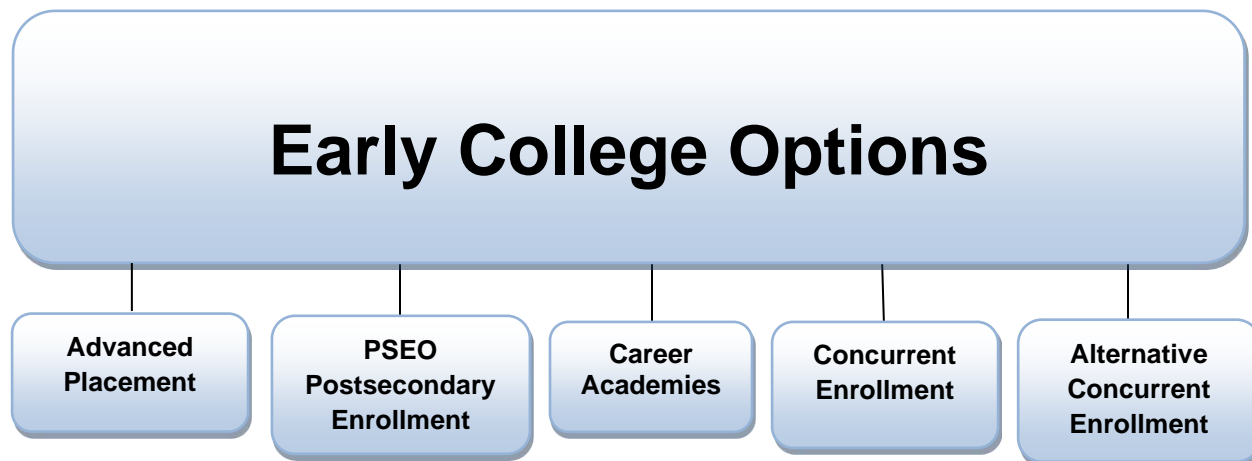 Early College Options
Advanced
Placement
PSEO
Postsecondary
Enrollment
Career
Academies
Concurrent
Enrollment
Alternative
Concurrent
Enrollment